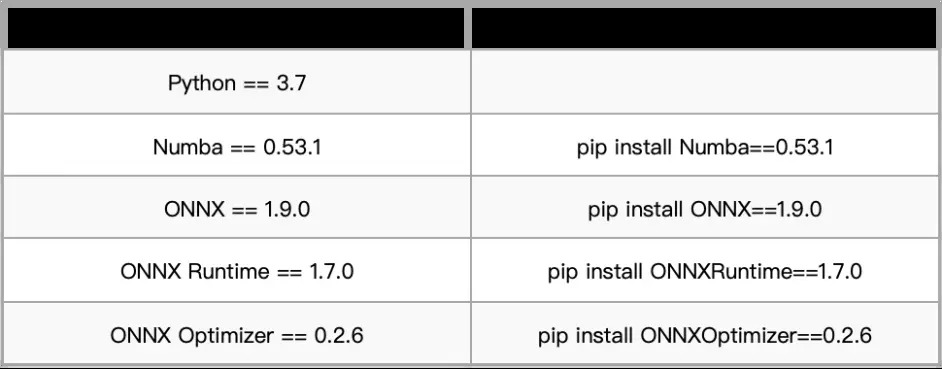 Python == 3.7
Numba == 0.53.1 pip install Numba==0.53.1
ONNX == 1.9.0 pip install ONNX==1.9.0
ONNX Runtime == 1.7.0 pip install ONNXRuntime==1.7.0
ONNX Optimizer == 0.2.6 pip install ONNXOptimizer==0.2.6